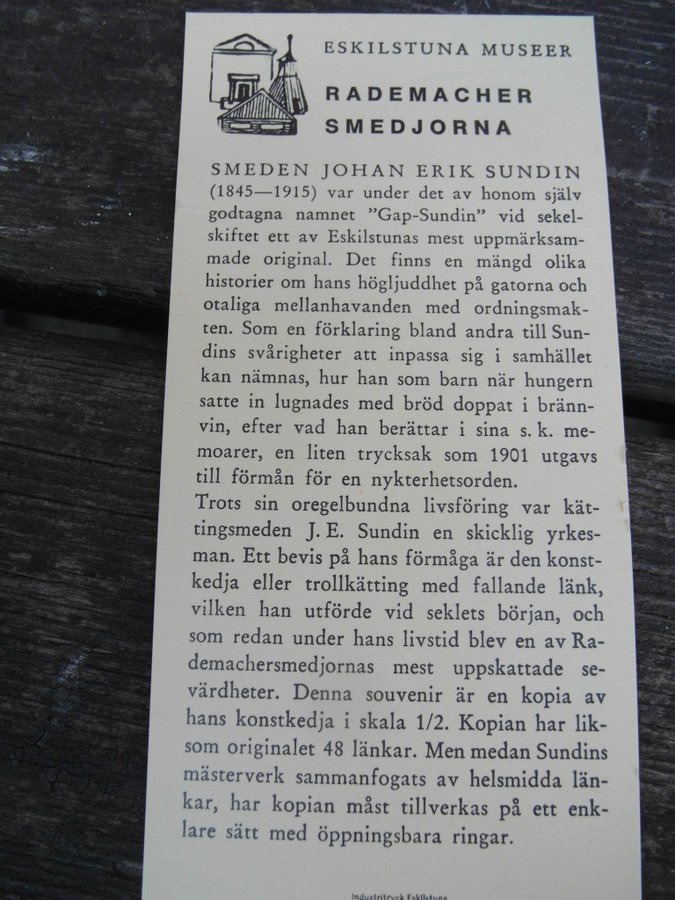 ESKILSTUNA MUSEER
RADEMACHER
SMEDJORNA
SMEDEN JOHAN ERIK SUNDIN
(1845—1915) var under det av honom själv
godtagna namnet ”Gap-Sundin” vid sekel-
skiftet ett av Eskilstunas mest uppmärksam-
made original. Det finns en mängd olika
historier om hans högljuddhet på gatorna och
otaliga mellanhavanden med ordningsmak-
ten. Som en förklaring bland andra till Sun-
dins svårigheter att inpassa sig i samhället
kan nämnas, hur han som barn när hungern
satte in lugnades med bröd doppat i bränn-
vin, efter vad han berättar i sina s. k. me-
moarer, en liten trycksak som 1901 utgavs
till förmån för en nykterhetsorden.
Trots sin oregelbundna livsföring var kät-
tingsmeden J. E. Sundin en skicklig yrkes-
man. Ett bevis på hans förmåga är den konst-
kedja eller trollkätting med fallande länk,
vilken han utförde vid seklets början, och
som redan under hans livstid blev en av Ra-
demachersmedjornas mest uppskattade se-
värdheter. Denna souvenir är en kopia av
hans konstkedja i skala 1/2. Kopian har lik-
som originalet 48 länkar. Men medan Sundins
mästerverk sammanfogats av helsmidda län-
kar, har kopian måst tillverkas på ett enk-
lare sätt med öppningsbara ringar.
Industritryck Eskilstuna